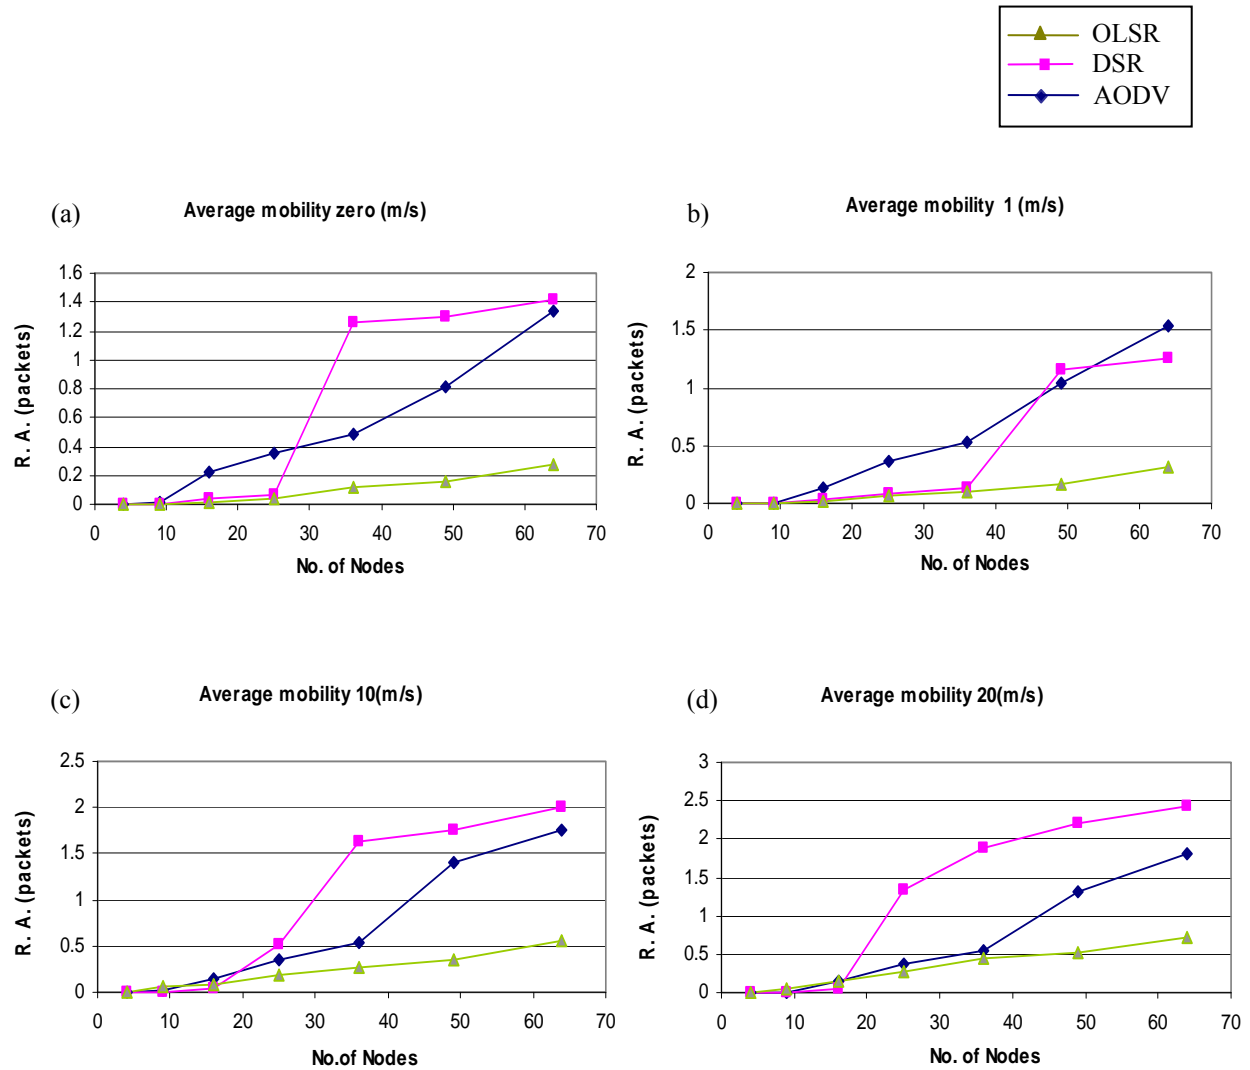 OLSR
DSR
AODV
(a)
Average mobility zero (m/s)
R. A. (packets)
1.6
1.4
1.2
1
0.8
0.6
0.4
0.2
0
0 10 20 30 40 50 60 70
No. of Nodes
b)
Average mobility 1 (m/s)
R. A. (packets)
2
1.5
1
0.5
0
0 10 20 30 40 50 60 70
No. of Nodes
(c)
Average mobility 10(m/s)
R. A. (packets)
2.5
2
1.5
1
0.5
0
0 10 20 30 40 50 60 70
No.of Nodes
(d)
Average mobility 20(m/s)
R. A. (packets)
3
2.5
2
1.5
1
0.5
0
0 10 20 30 40 50 60 70
No. of Nodes